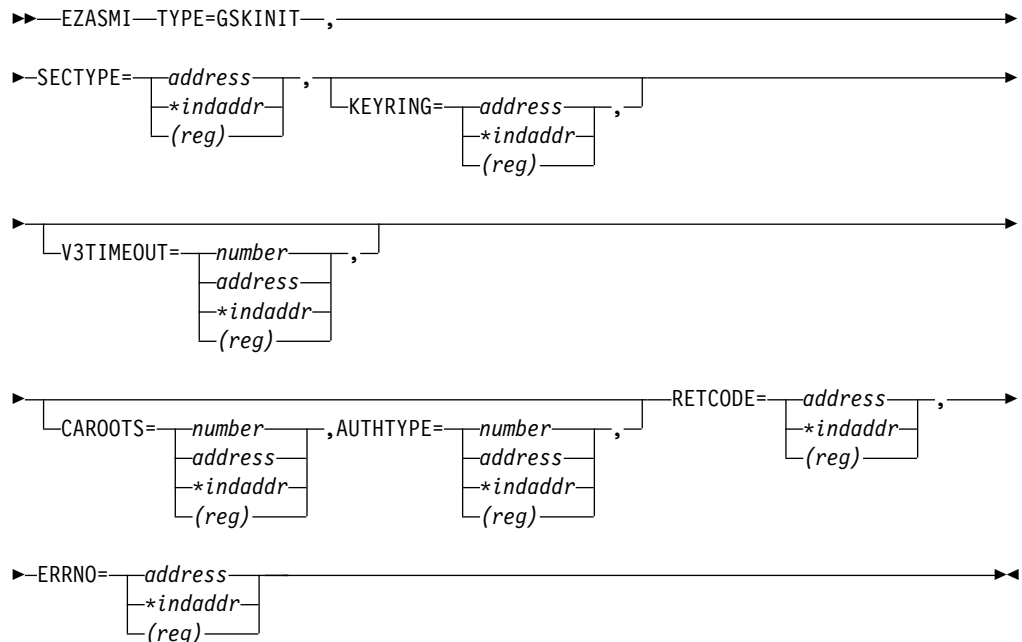 EZASMI TYPE=GSKINIT ,
SECTYPE= address ,
*indaddr
(reg)
KEYRING= address ,
*indaddr
(reg)
V3TIMEOUT= number ,
address
*indaddr
(reg)
CAROOTS= number ,AUTHTYPE= number ,
address address
*indaddr *indaddr
(reg) (reg)
RETCODE= address ,
*indaddr
(reg)
ERRNO= address
*indaddr
(reg)